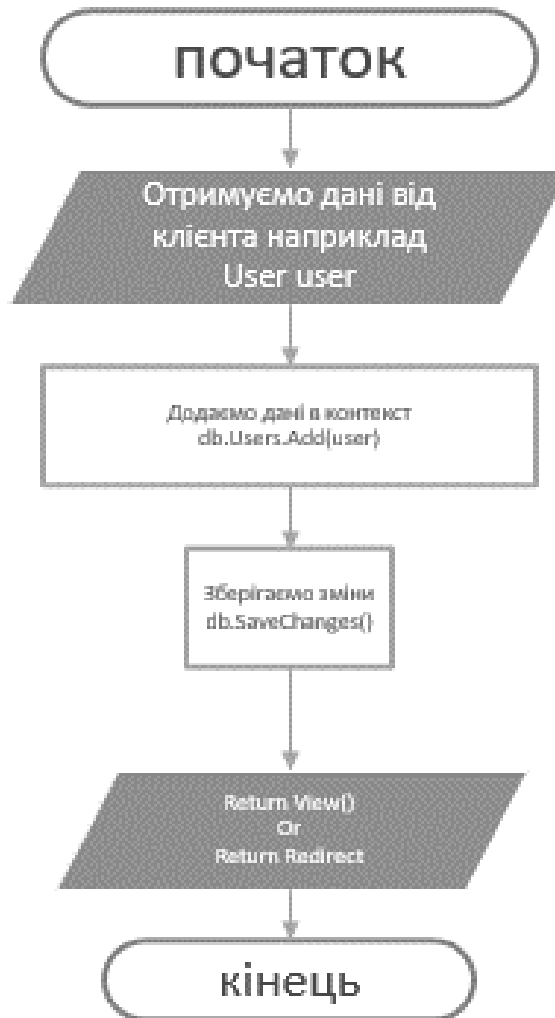 початок
Отримуємо дані від
клієнта наприклад
User user
Додаємо дані в контекст
db.Users.Add(user)
Зберігаємо зміни
db.SaveChanges()
Return View()
Or
Return Redirect
кінець